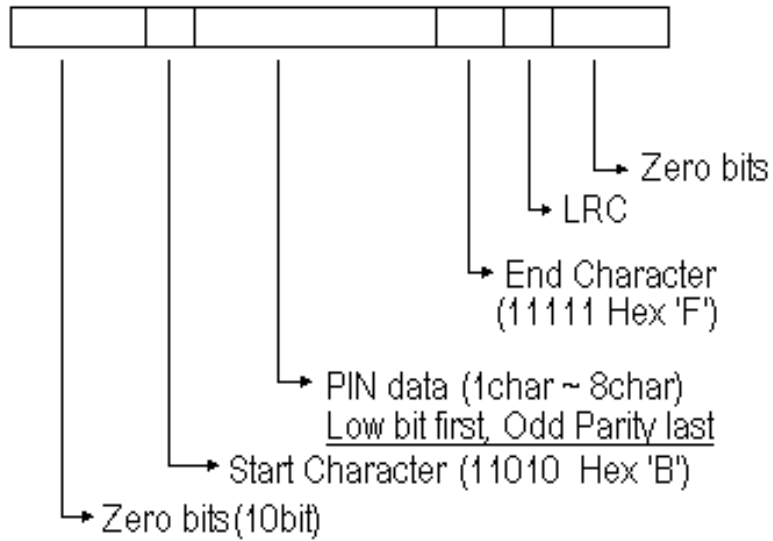 Zero bits
LRC
End Character
(11111 Hex 'F')
PIN data (1char ~ 8char)
Low bit first, Odd Parity last
Start Character (11010 Hex 'B')
Zero bits(10bit)